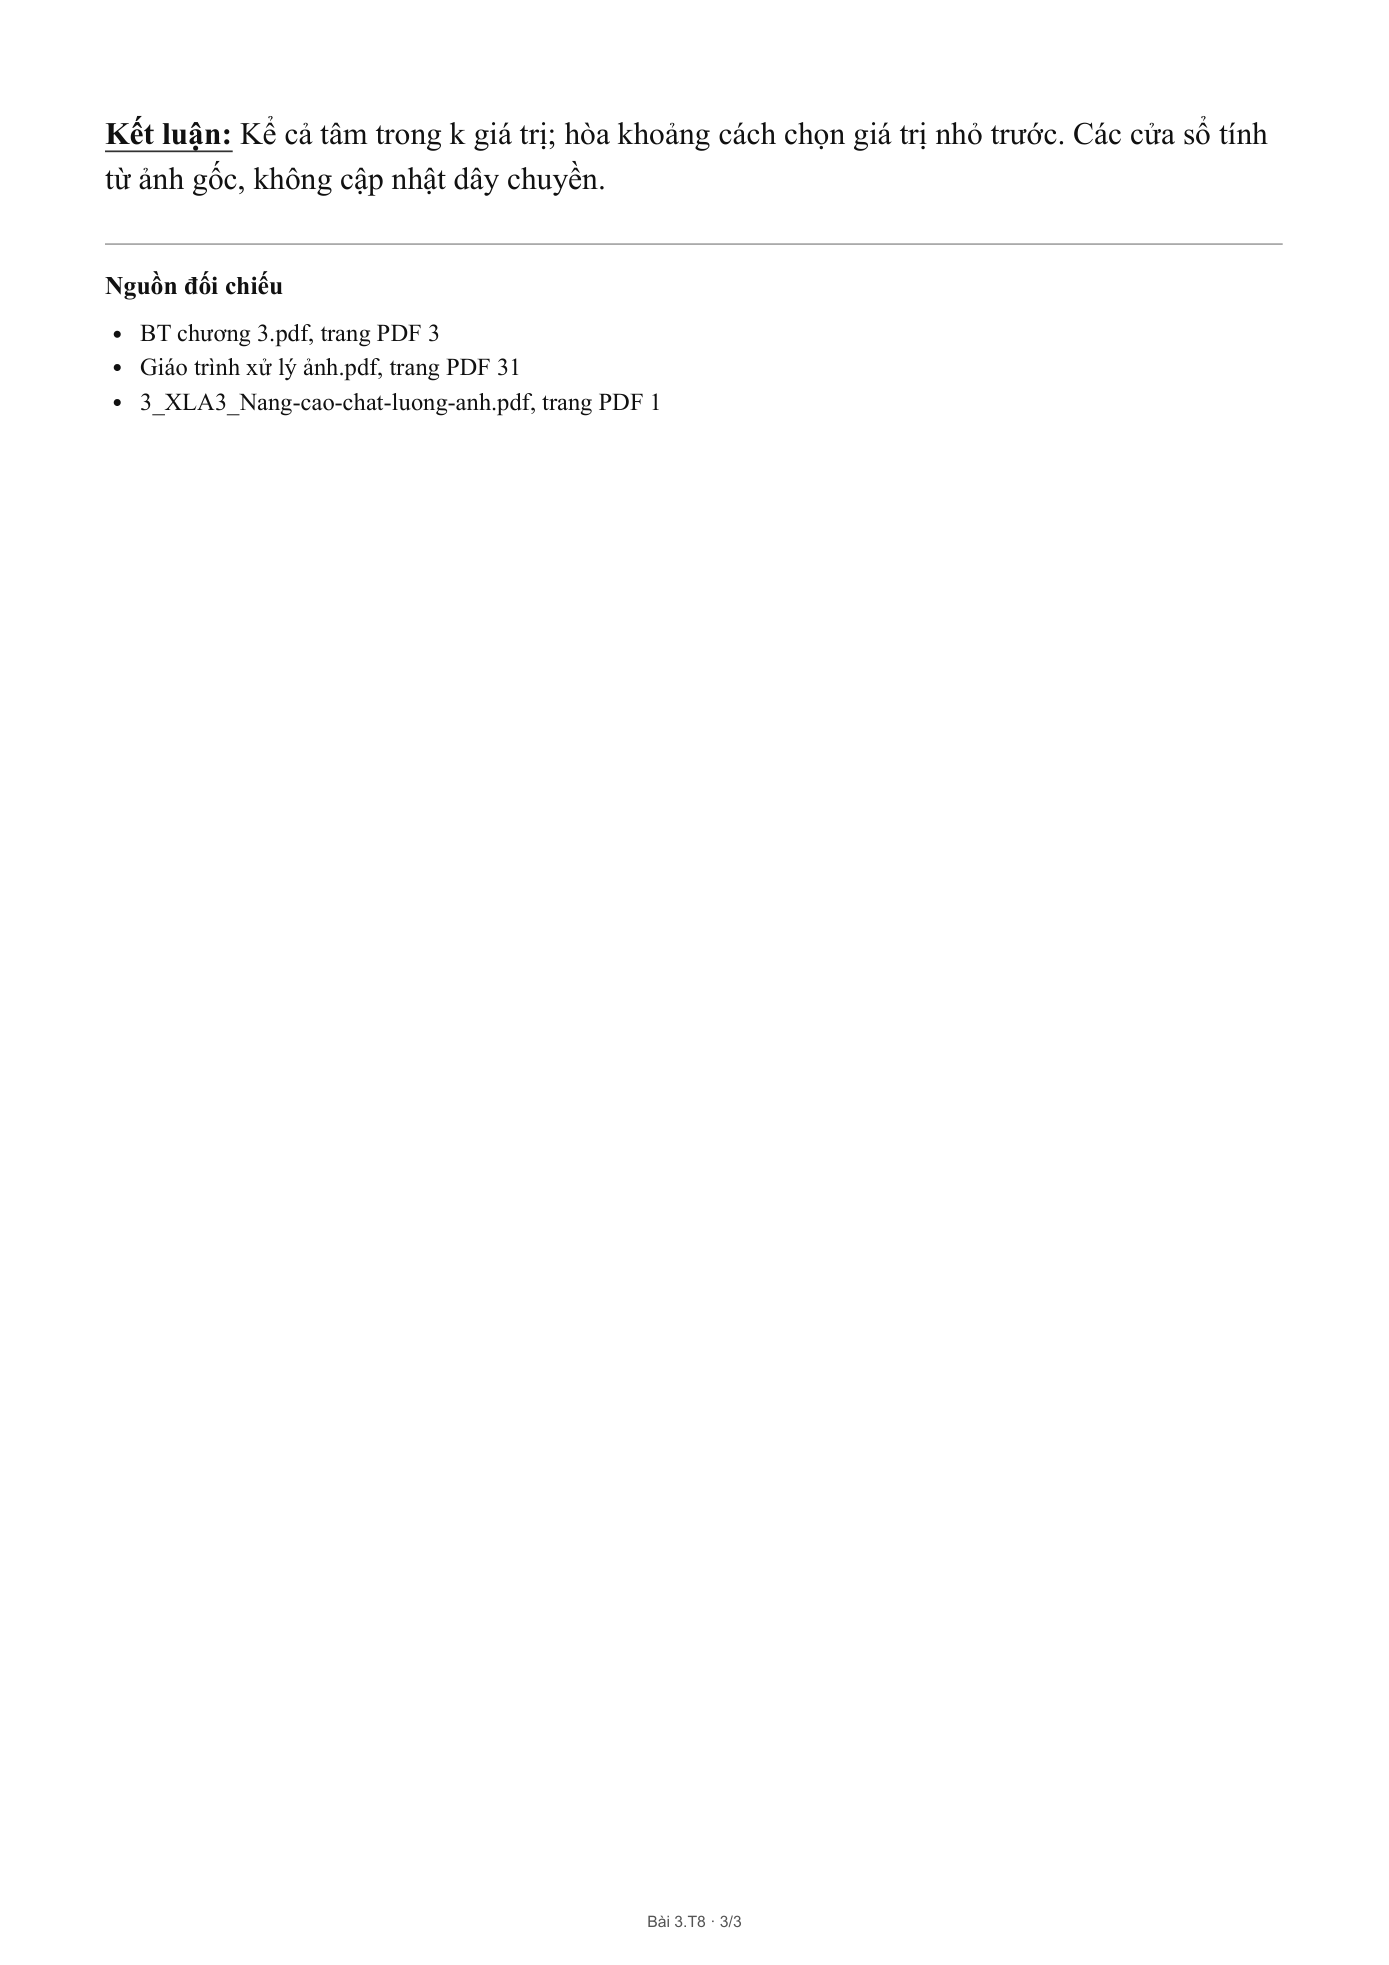 Kết luận: Kể cả tâm trong k giá trị; hòa khoảng cách chọn giá trị nhỏ trước. Các cửa sổ tính
từ ảnh gốc, không cập nhật dây chuyền.
Nguồn đối chiếu
• BT chương 3.pdf, trang PDF 3
• Giáo trình xử lý ảnh.pdf, trang PDF 31
• 3_XLA3_Nang-cao-chat-luong-anh.pdf, trang PDF 1
Bài 3.T8 · 3/3